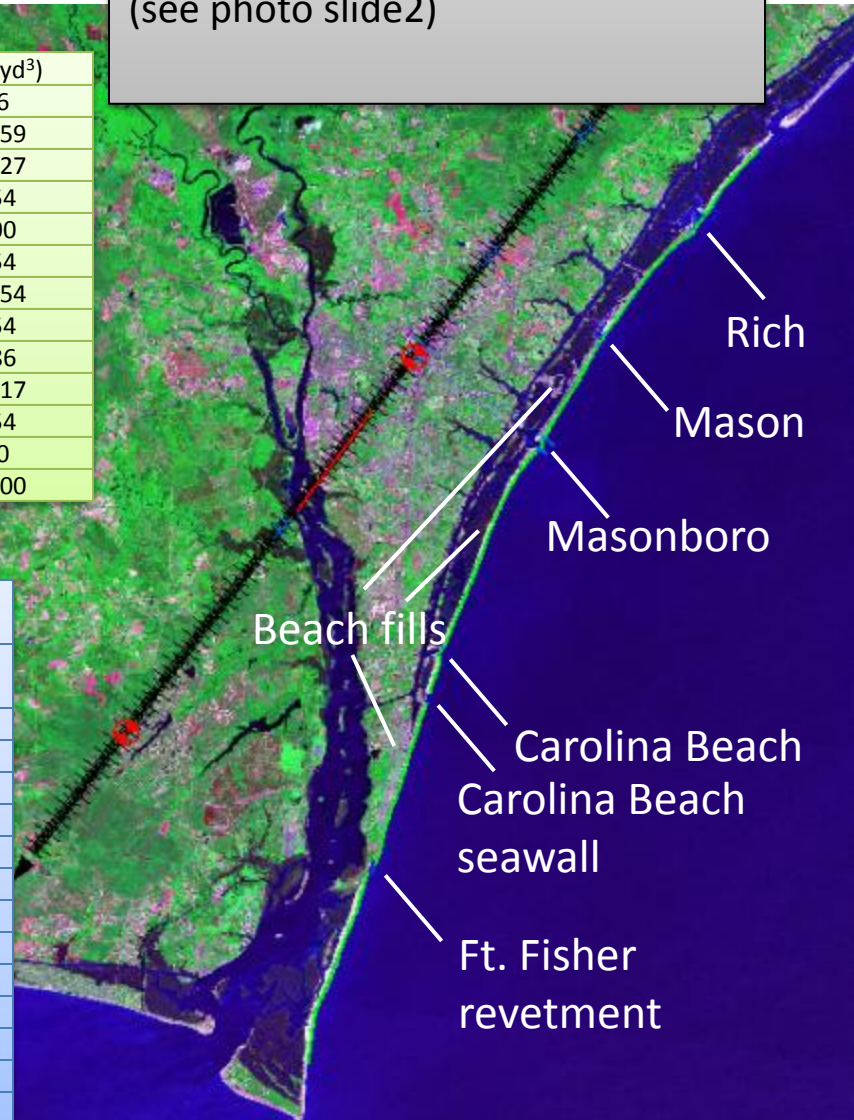 (see photo slide2)
yd³)
6
59
27
54
00
54
54
54
36
17
54
0
00
Rich
Mason
Masonboro
Beach fills
Carolina Beach
Carolina Beach
seawall
Ft. Fisher
revetment